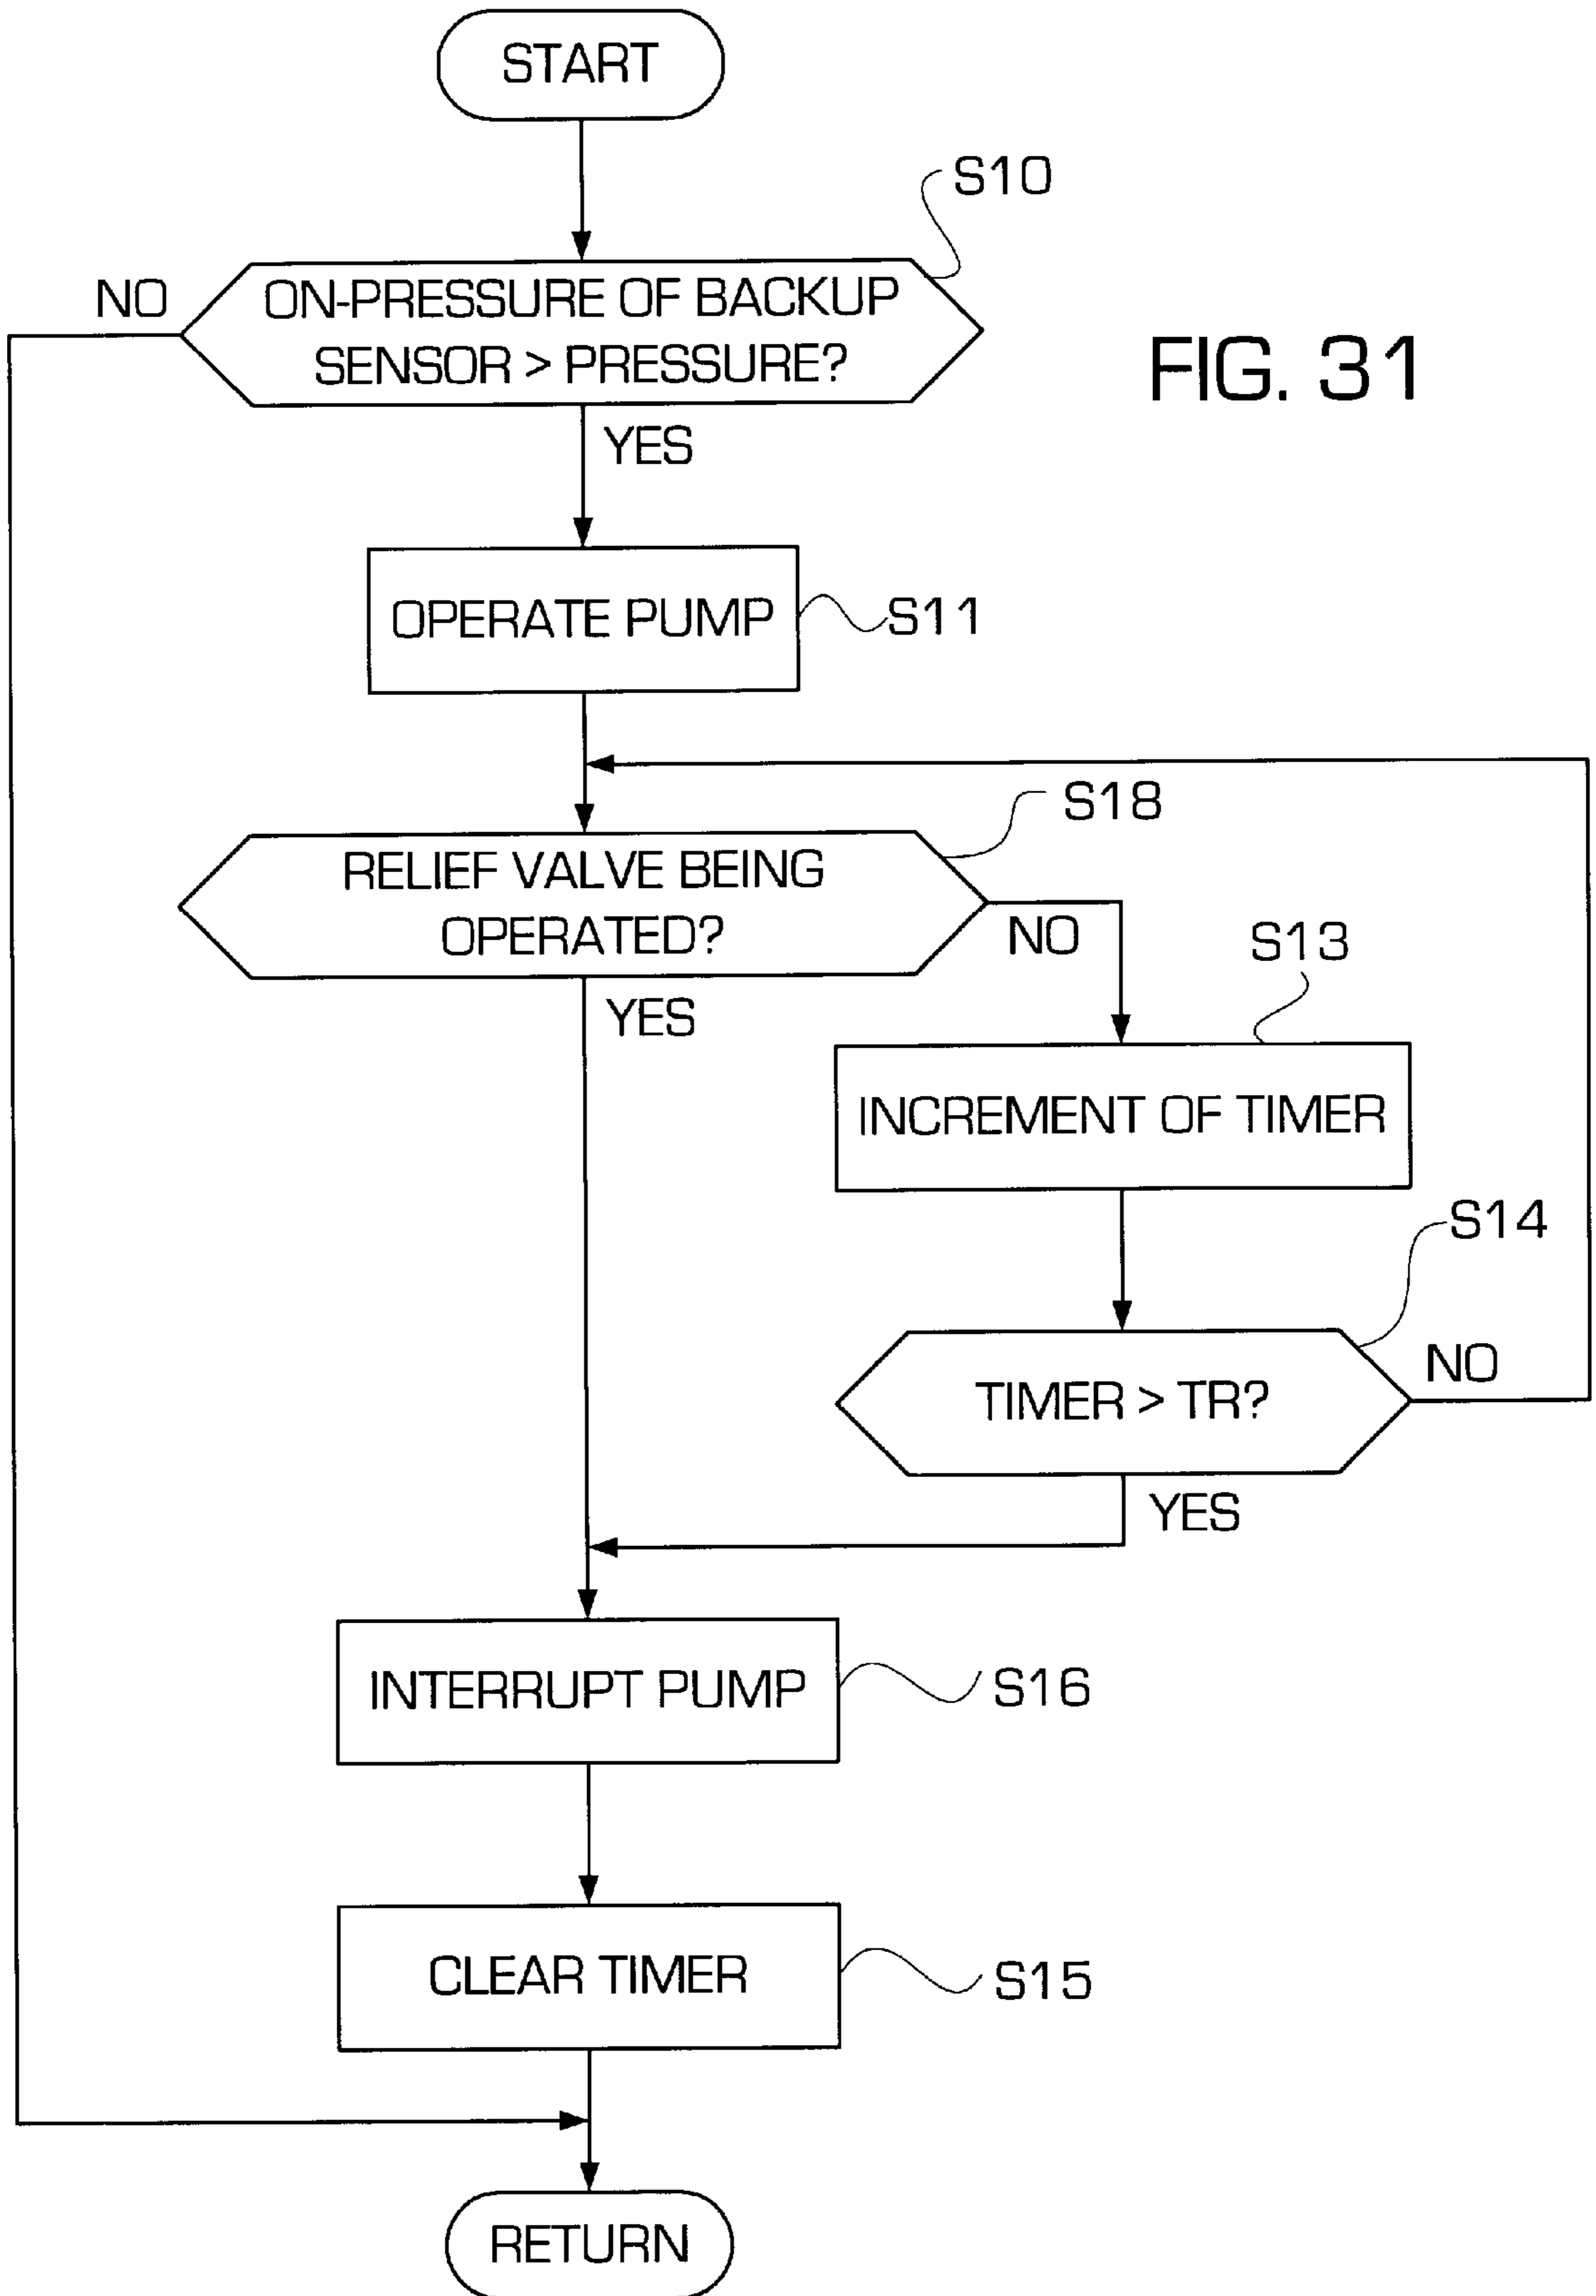 START
S10
NO
ON-PRESSURE OF BACKUP
SENSOR > PRESSURE?
FIG. 31
YES
OPERATE PUMP
S11
S18
RELIEF VALVE BEING
OPERATED?
NO
YES
S13
INCREMENT OF TIMER
S14
TIMER > TR?
NO
YES
INTERRUPT PUMP
S16
CLEAR TIMER
S15
RETURN